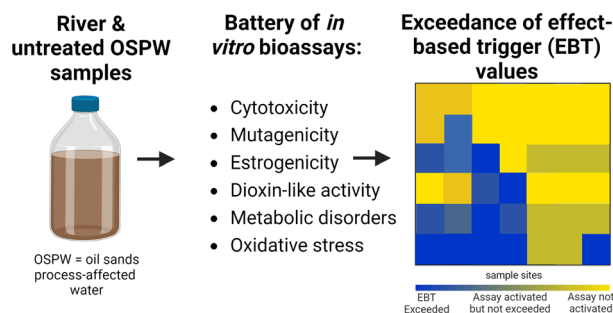 River &
untreated OSPW
samples
OSPW = oil sands
process-affected
water
Battery of in
vitro bioassays:
• Cytotoxicity
• Mutagenicity
• Estrogenicity
• Dioxin-like activity
• Metabolic disorders
• Oxidative stress
Exceedance of effect-
based trigger (EBT)
values
sample sites
EBT
Exceeded
Assay activated
but not exceeded
Assay not
activated